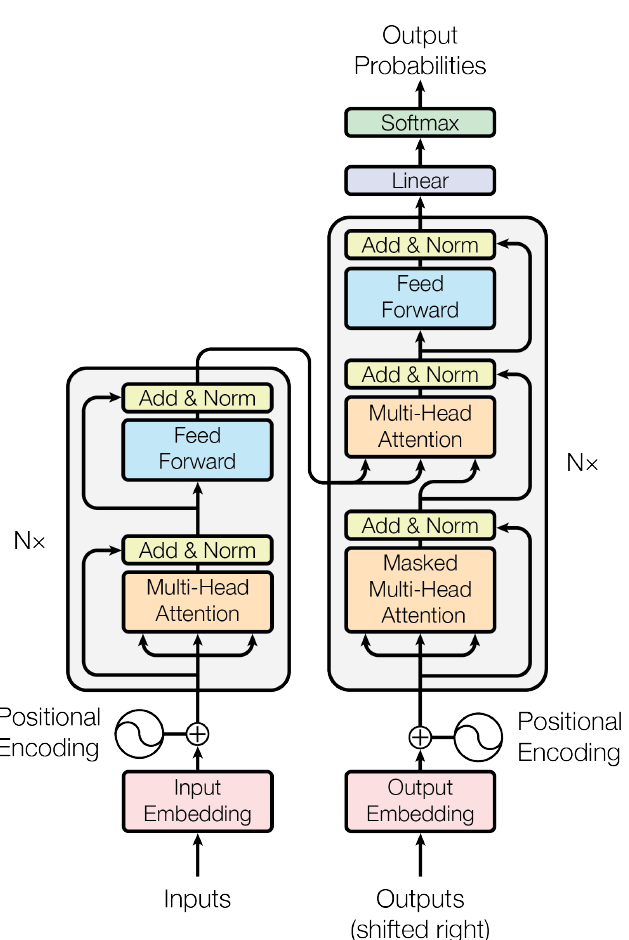 Output
Probabilities
Softmax
Linear
Add & Norm
Feed
Forward
Add & Norm
Multi-Head
Attention
Nx
Add & Norm
Masked
Multi-Head
Attention
Add & Norm
Feed
Forward
Nx
Add & Norm
Multi-Head
Attention
Positional
Encoding
Positional
Encoding
Input
Embedding
Output
Embedding
Inputs
Outputs
(shifted right)